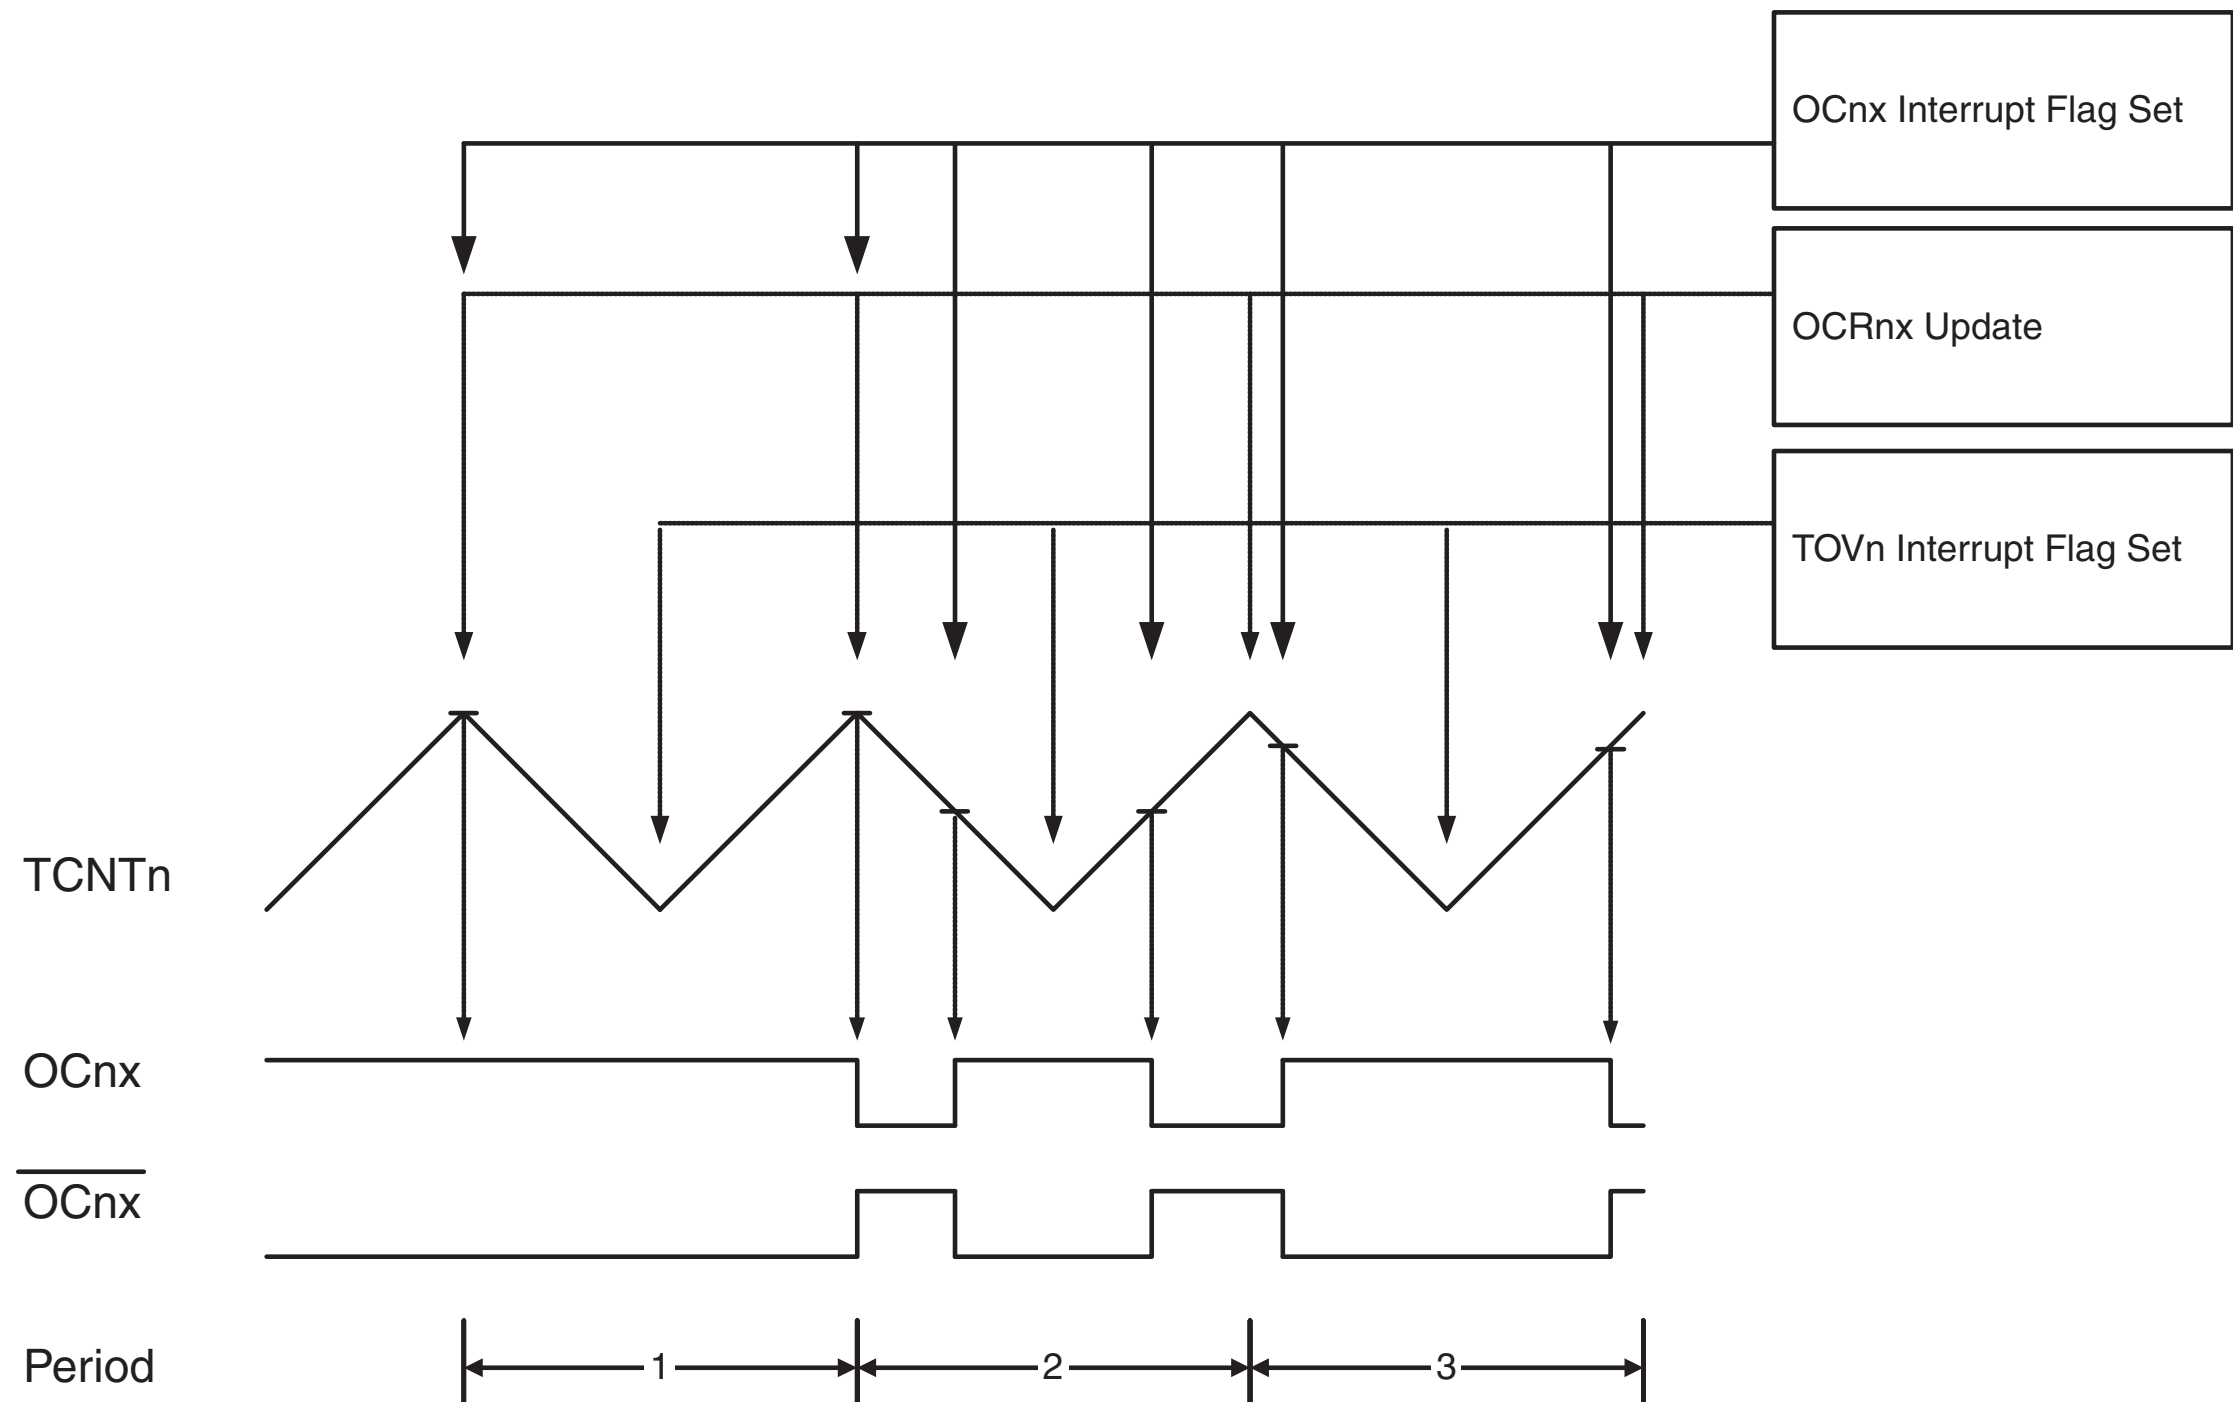 OCnx Interrupt Flag Set
OCRnx Update
TOVn Interrupt Flag Set
TCNTn
OCnx
OCnx
Period
1
2
3